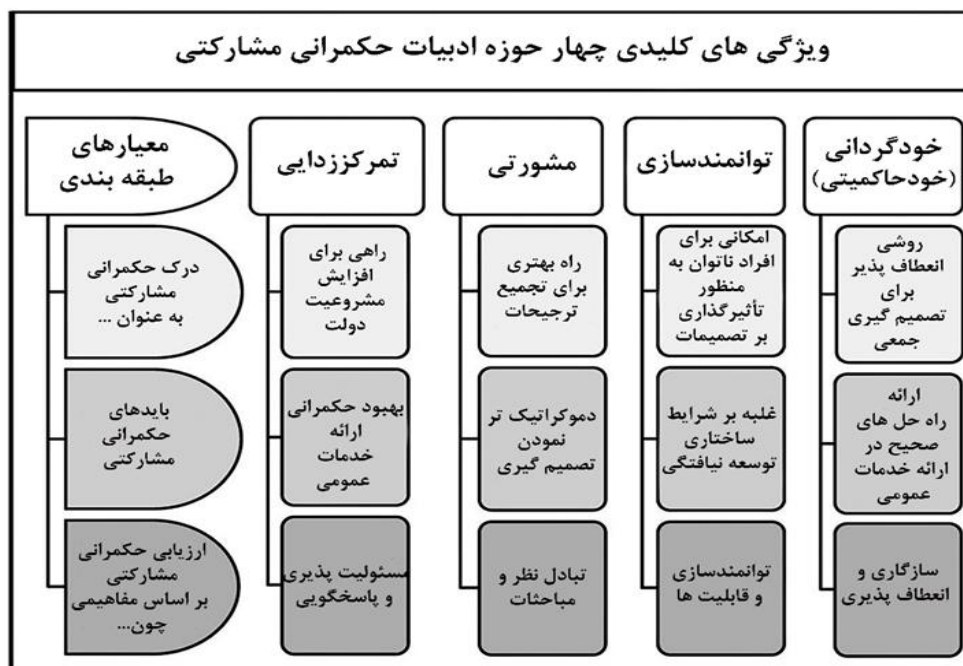 ویژگی های کلیدی چهار حوزه ادبیات حکمرانی مشارکتی
خودگردانی
(خودحاکمیتی)
توانمندسازی
مشورتی
تمرکززدایی
معیارهای
طبقه بندی
روشی
انعطاف پذیر
برای
تصمیم گیری
جمعی
امکانی برای
افراد ناتوان به
منظور
تأثیرگذاری
بر تصمیمات
راه بهتری
برای تجمیع
ترجیحات
راهی برای
افزایش
مشروعیت
دولت
درک حکمرانی
مشارکتی
به عنوان ...
ارائه
راه حل های
صحیح در
ارائه خدمات
عمومی
غلبه بر شرایط
ساختاری
توسعه نیافتگی
دموکراتیک تر
نمودن
تصمیم گیری
بهبود حکمرانی
ارائه
خدمات
عمومی
بایدهای
حکمرانی
مشارکتی
سازگاری و
انعطاف پذیری
توانمندسازی
و قابلیت ها
تبادل نظر و
مباحثات
مسئولیت پذیری
و پاسخگویی
ارزیابی حکمرانی
مشارکتی
بر اساس مفاهیمی
چون...